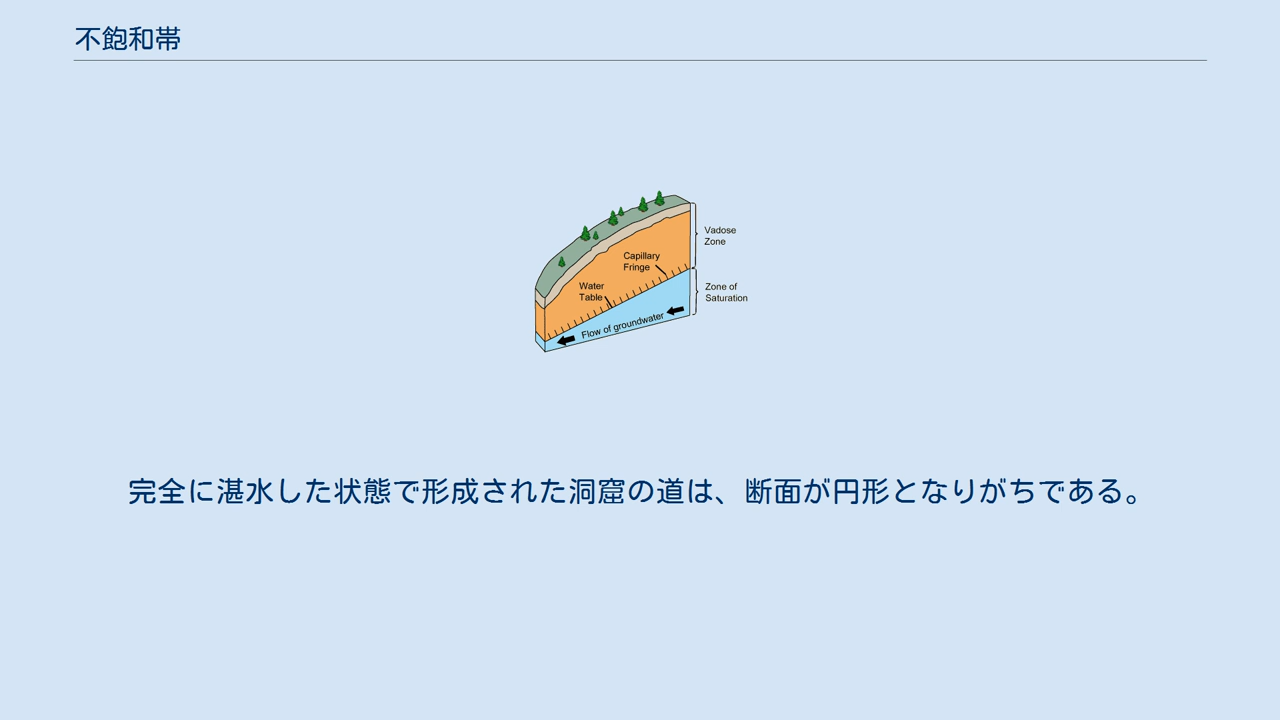 不飽和帯
Vadose
Zone
Capillary
Fringe
Water
Table
Zone of
Saturation
Flow of groundwater
完全に湛水した状態で形成された洞窟の道は、断面が円形となりがちである。